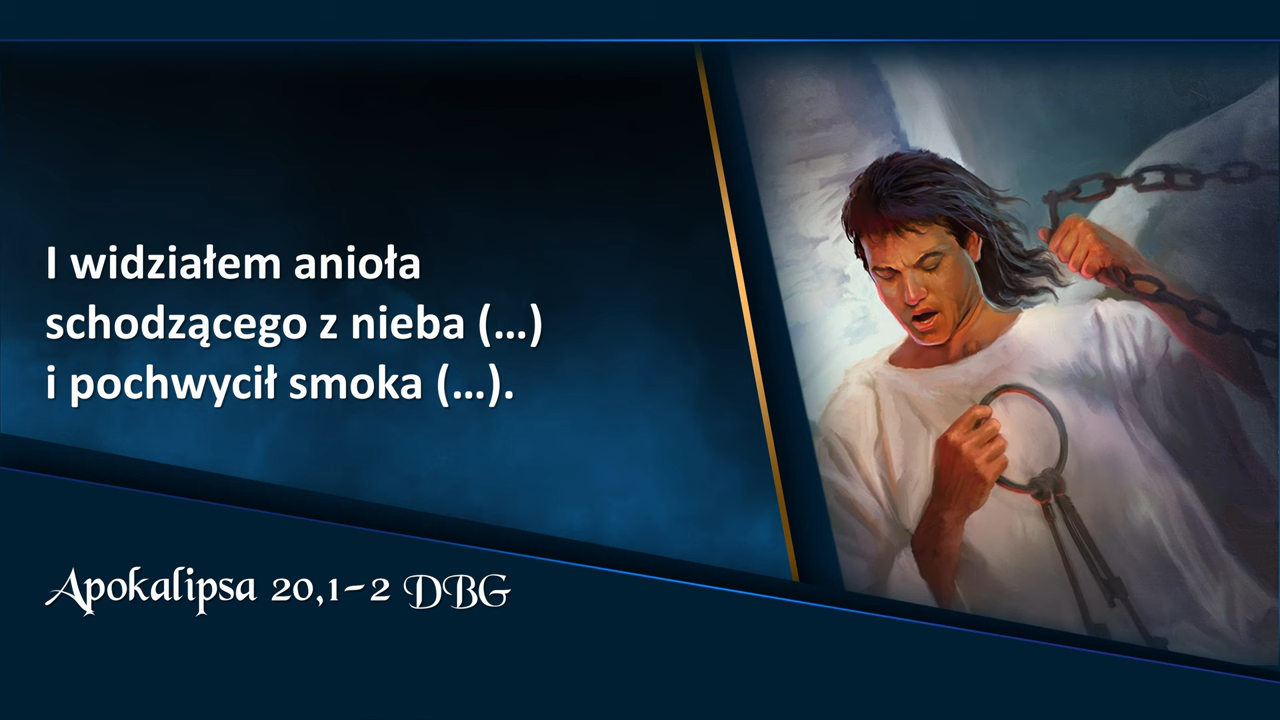 I widziałem anioła
schodzącego z nieba (...)
i pochwycił smoka (...).
Apokalipsa 20,1-2 DBG